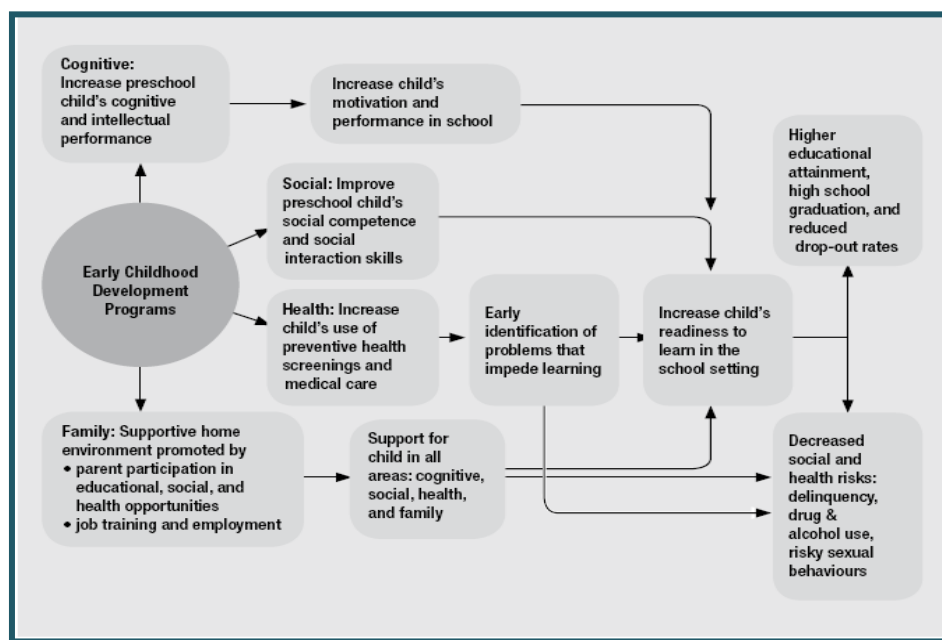 Cognitive:
Increase preschool
child's cognitive
and intellectual
performance
Increase child's
motivation and
performance in school
Higher
educational
attainment,
high school
graduation, and
reduced
drop-out rates
Social: Improve
preschool child's
social competence
and social
interaction skills
Early Childhood
Development
Programs
Health: Increase
child's use of
preventive health
screenings and
medical care
Early
identification of
problems that
impede learning
Increase child's
readiness to
learn in the
school setting
Family: Supportive home
environment promoted by
• parent participation in
educational, social, and
health opportunities
• job training and employment
Support for
child in all
areas: cognitive,
social, health,
and family
Decreased
social and
health risks:
delinquency,
drug &
alcohol use,
risky sexual
behaviours